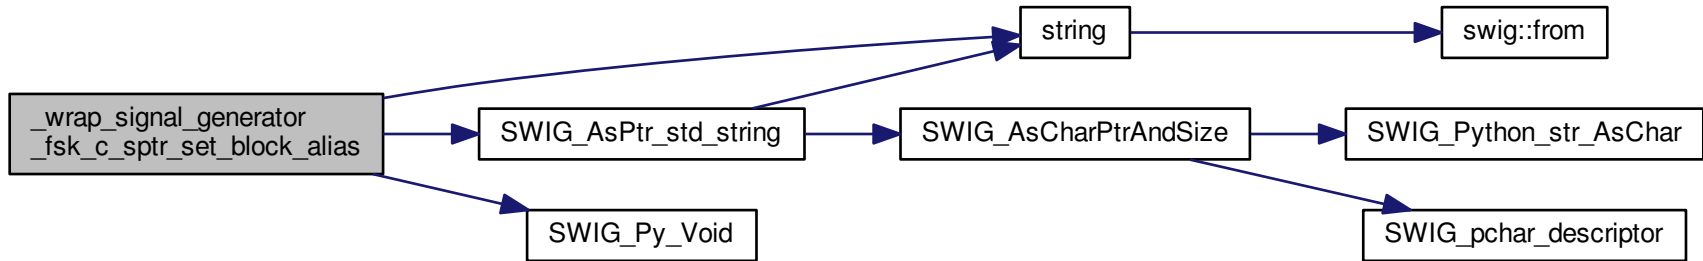 _wrap_signal_generator
_fsk_c_sptr_set_block_alias
string
swig::from
SWIG_AsPtr_std_string
SWIG_AsCharPtrAndSize
SWIG_Python_str_AsChar
SWIG_Py_Void
SWIG_pchar_descriptor